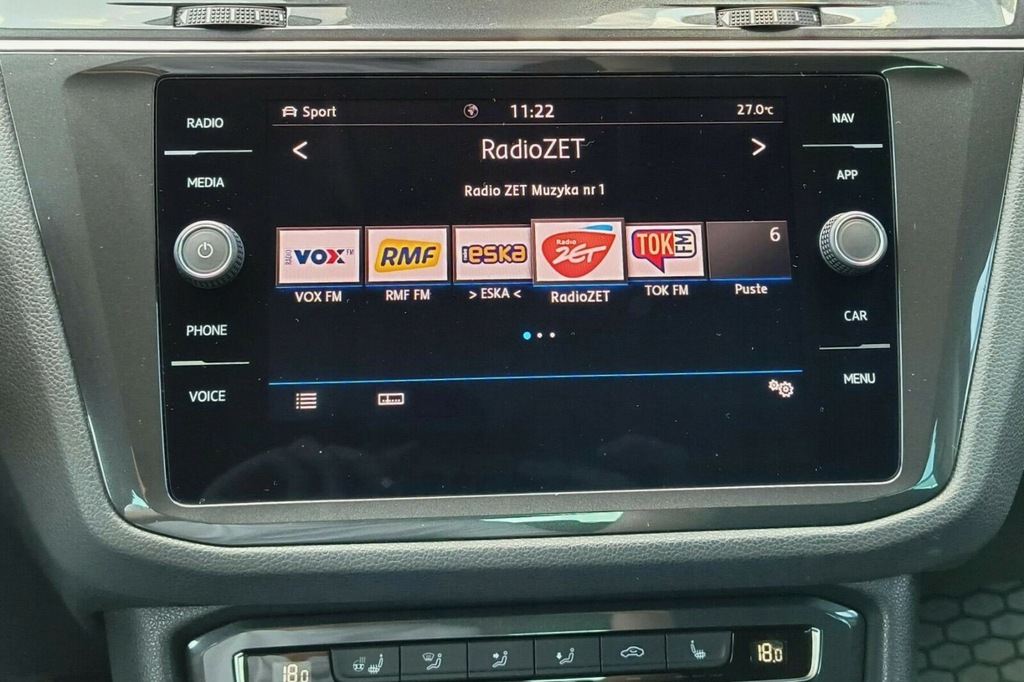 RADIO
MEDIA
PHONE
VOICE
Sport
11:22
27.0°C
<
RadioZET
>
Radio ZET Muzyka nr 1
RADIO VOX FM
RMF
ESKA
Radio ZET
TOK FM
6
VOX FM
RMF FM
> ESKA <
RadioZET
TOK FM
Puste
NAV
APP
CAR
MENU
18.0
18.0